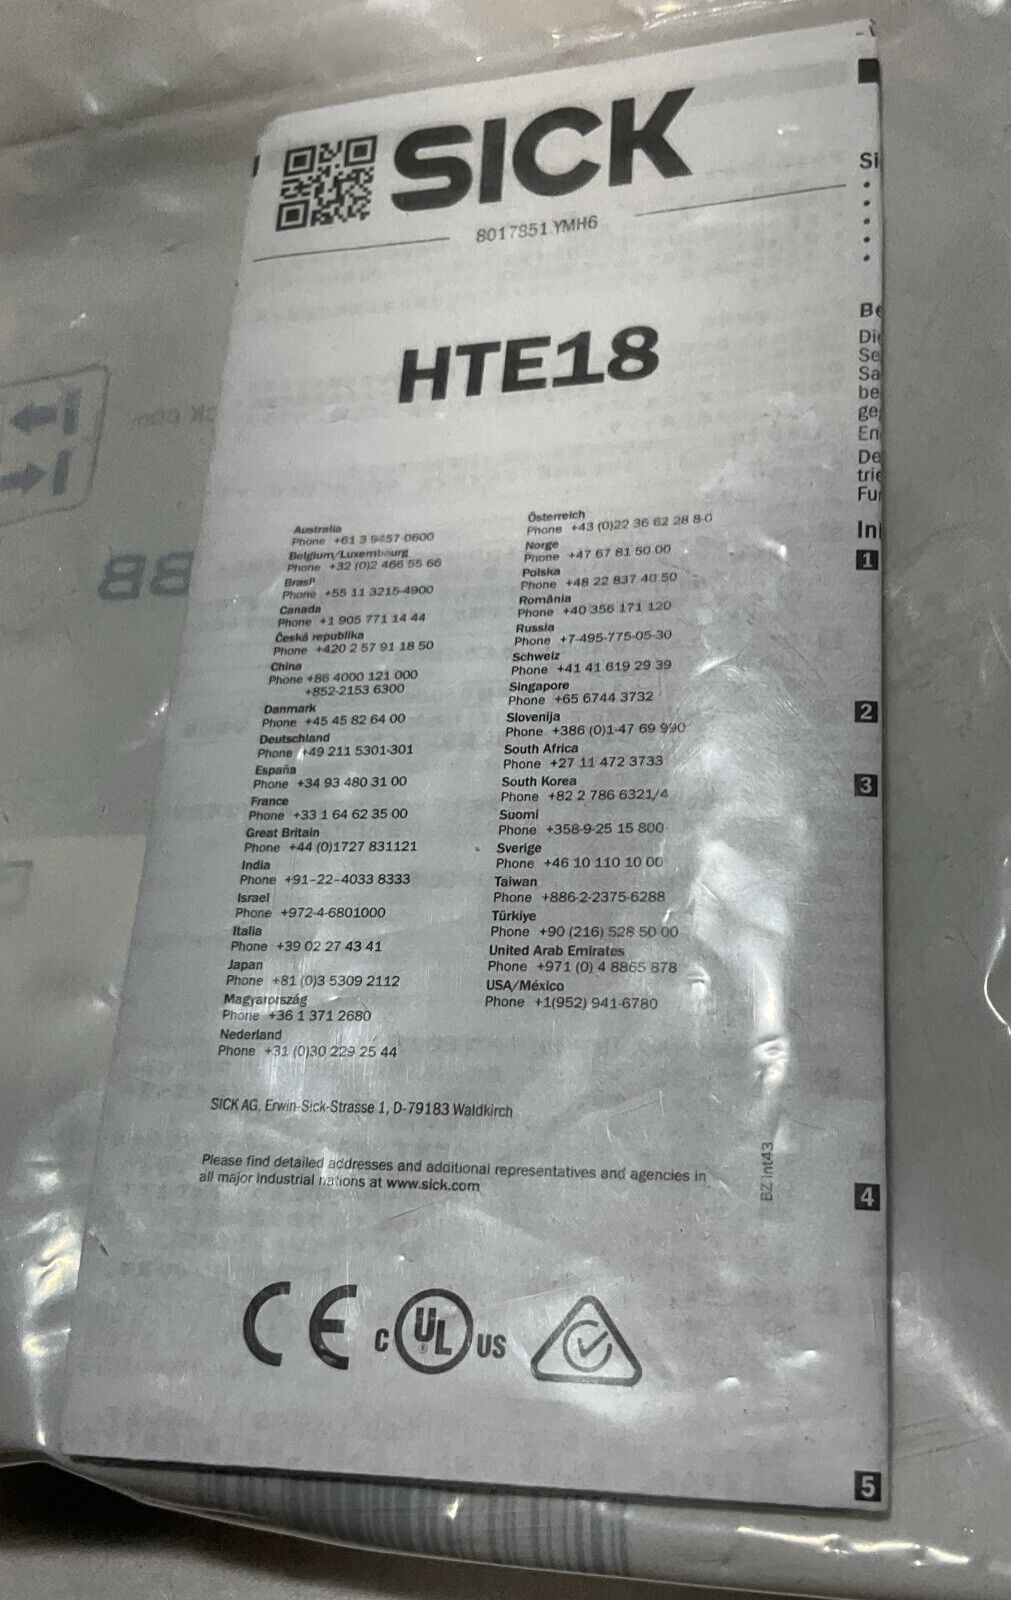 SICK
8017851.YMH6
HTE18
Australia
Phone +61 3 9457 0600
Belgium/Luxembourg
Phone +32 (0)2 466 55 66
Brasil
Phone +55 11 3215-4900
Canada
Phone +1 905 771 14 44
Česká republika
Phone +420 2 57 91 18 50
China
Phone +86 4000 121 000
+852-2153 6300
Danmark
Phone +45 45 82 64 00
Deutschland
Phone +49 211 5301-301
España
Phone +34 93 480 31 00
France
Phone +33 1 64 62 35 00
Great Britain
Phone +44 (0)1727 831121
India
Phone +91–22–4033 8333
Israel
Phone +972-4-6801000
Italia
Phone +39 02 27 43 41
Japan
Phone +81 (0)3 5309 2112
Magyarország
Phone +36 1 371 2680
Nederland
Phone +31 (0)30 229 25 44
Österreich
Phone +43 (0)22 36 62 28 8-0
Norge
Phone +47 67 81 50 00
Polska
Phone +48 22 837 40 50
România
Phone +40 356 171 120
Russia
Phone +7-495-775-05-30
Schweiz
Phone +41 41 619 29 39
Singapore
Phone +65 6744 3732
Slovenija
Phone +386 (0)1-47 69 990
South Africa
Phone +27 11 472 3733
South Korea
Phone +82 2 786 6321/4
Suomi
Phone +358-9-25 15 800
Sverige
Phone +46 10 110 10 00
Taiwan
Phone +886-2-2375-6288
Türkiye
Phone +90 (216) 528 50 00
United Arab Emirates
Phone +971 (0) 4 8865 878
USA/México
Phone +1(952) 941-6780
SICK AG, Erwin-Sick-Strasse 1, D-79183 Waldkirch
Please find detailed addresses and additional representatives and agencies in
all major industrial nations at www.sick.com
BZ int43
CE
C UL ® US
Si
Be
Die
Se
Sa
be
ge
En
De
trie
Fu
In
1
2
3
4
5